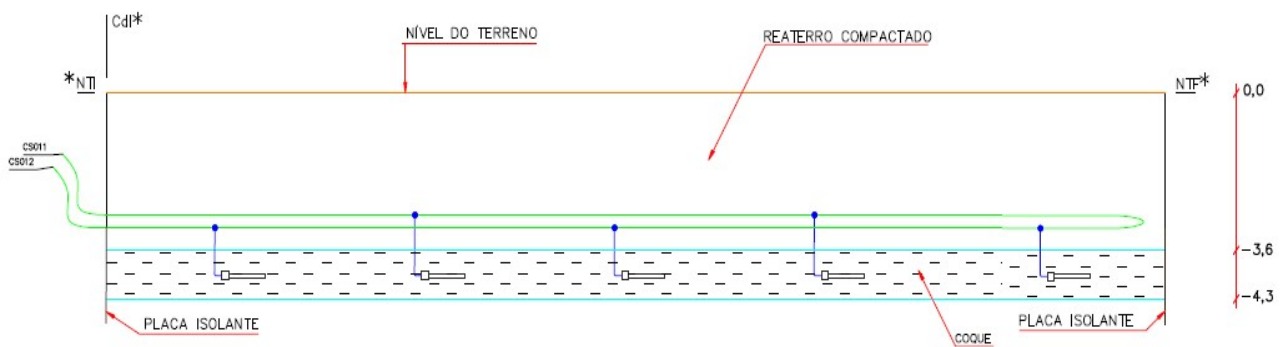 CdI*
NÍVEL DO TERRENO
REATERRO COMPACTADO
*NTI
NTF*
0,0
CS011
CS012
-3,6
-4,3
PLACA ISOLANTE
PLACA ISOLANTE
COQUE